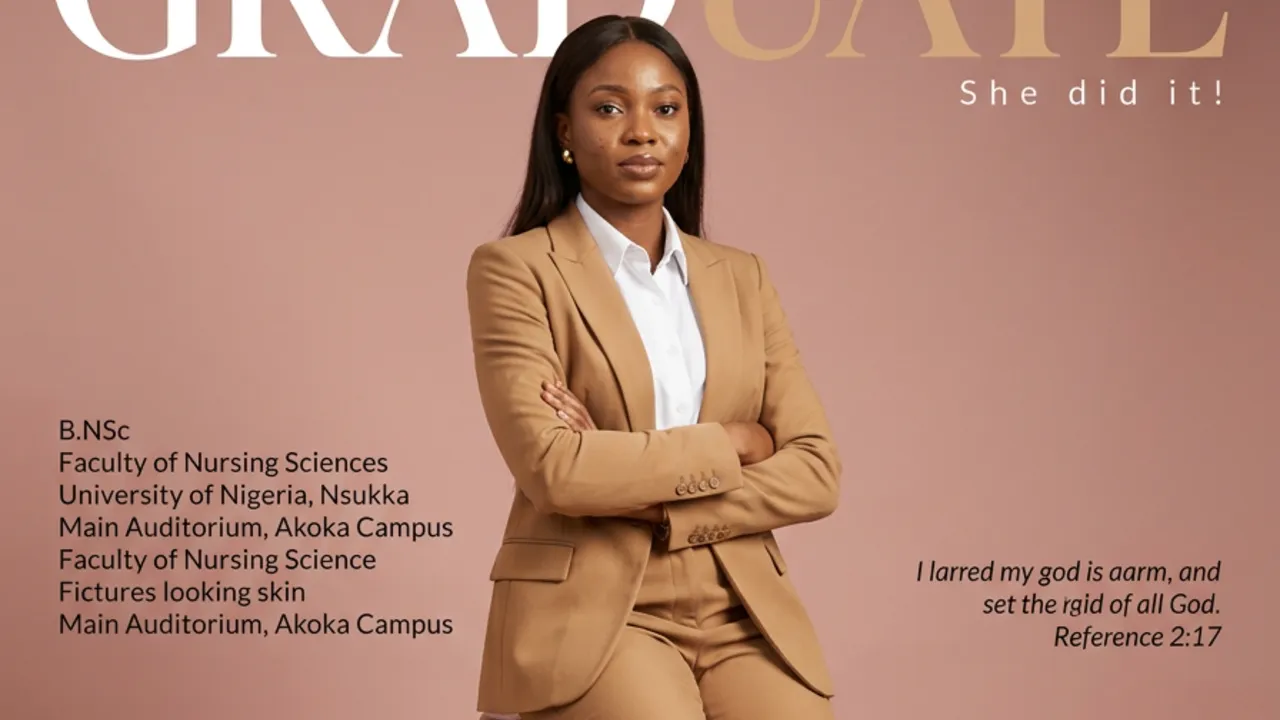 GRADUATE
She did it!
B.NSc
Faculty of Nursing Sciences
University of Nigeria, Nsukka
Main Auditorium, Akoka Campus
Faculty of Nursing Science
Fictures looking skin
Main Auditorium, Akoka Campus
I larred my god is aarm, and
set the rgid of all God.
Reference 2:17